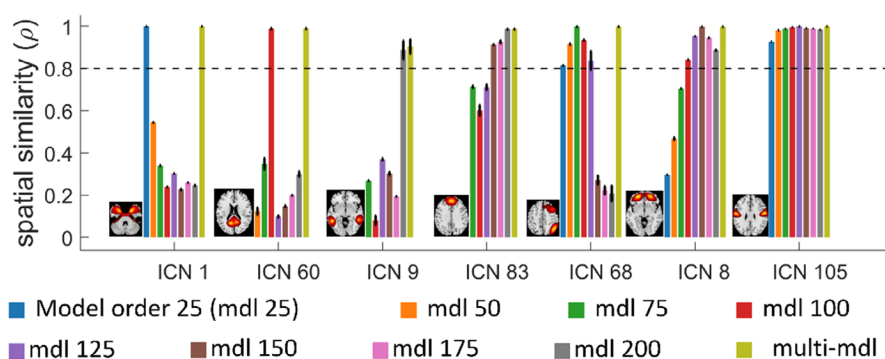 spatial similarity (ρ)
1
0.8
0.6
0.4
0.2
0
ICN 1 ICN 60 ICN 9 ICN 83 ICN 68 ICN 8 ICN 105
Model order 25 (mdl 25) mdl 50 mdl 75 mdl 100
mdl 125 mdl 150 mdl 175 mdl 200 multi-mdl